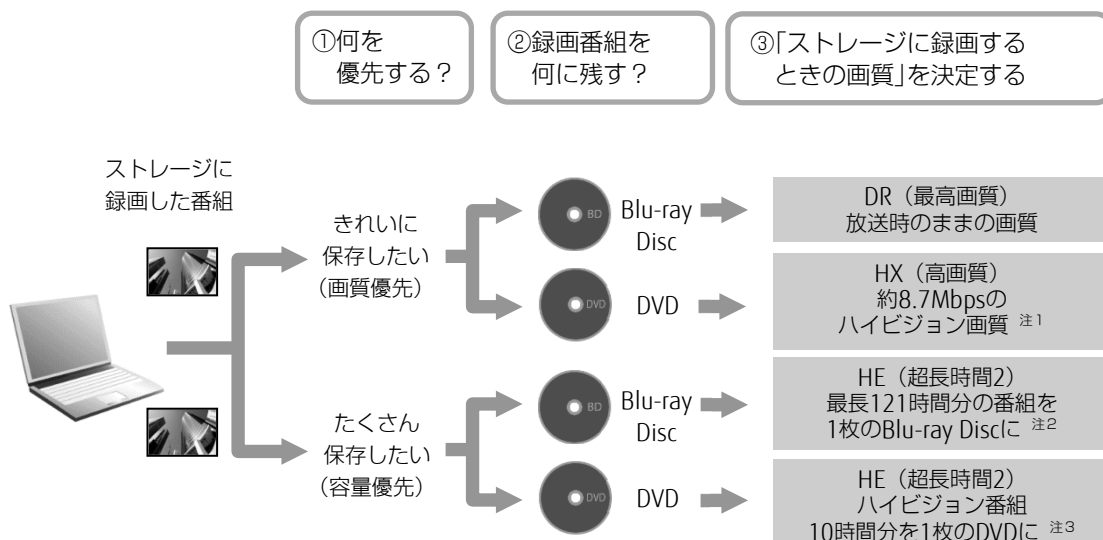 ①何を
優先する？
②録画番組を
何に残す？
③「ストレージに録画する
ときの画質」を決定する
ストレージに
録画した番組
きれいに
保存したい
（画質優先）
BD
Blu-ray
Disc
DR（最高画質）
放送時のままの画質
DVD
DVD
HX（高画質）
約8.7Mbpsの
ハイビジョン画質 注1
たくさん
保存したい
（容量優先）
BD
Blu-ray
Disc
HE（超長時間2）
最長121時間分の番組を
1枚のBlu-ray Discに 注2
DVD
DVD
HE（超長時間2）
ハイビジョン番組
10時間分を1枚のDVDに 注3